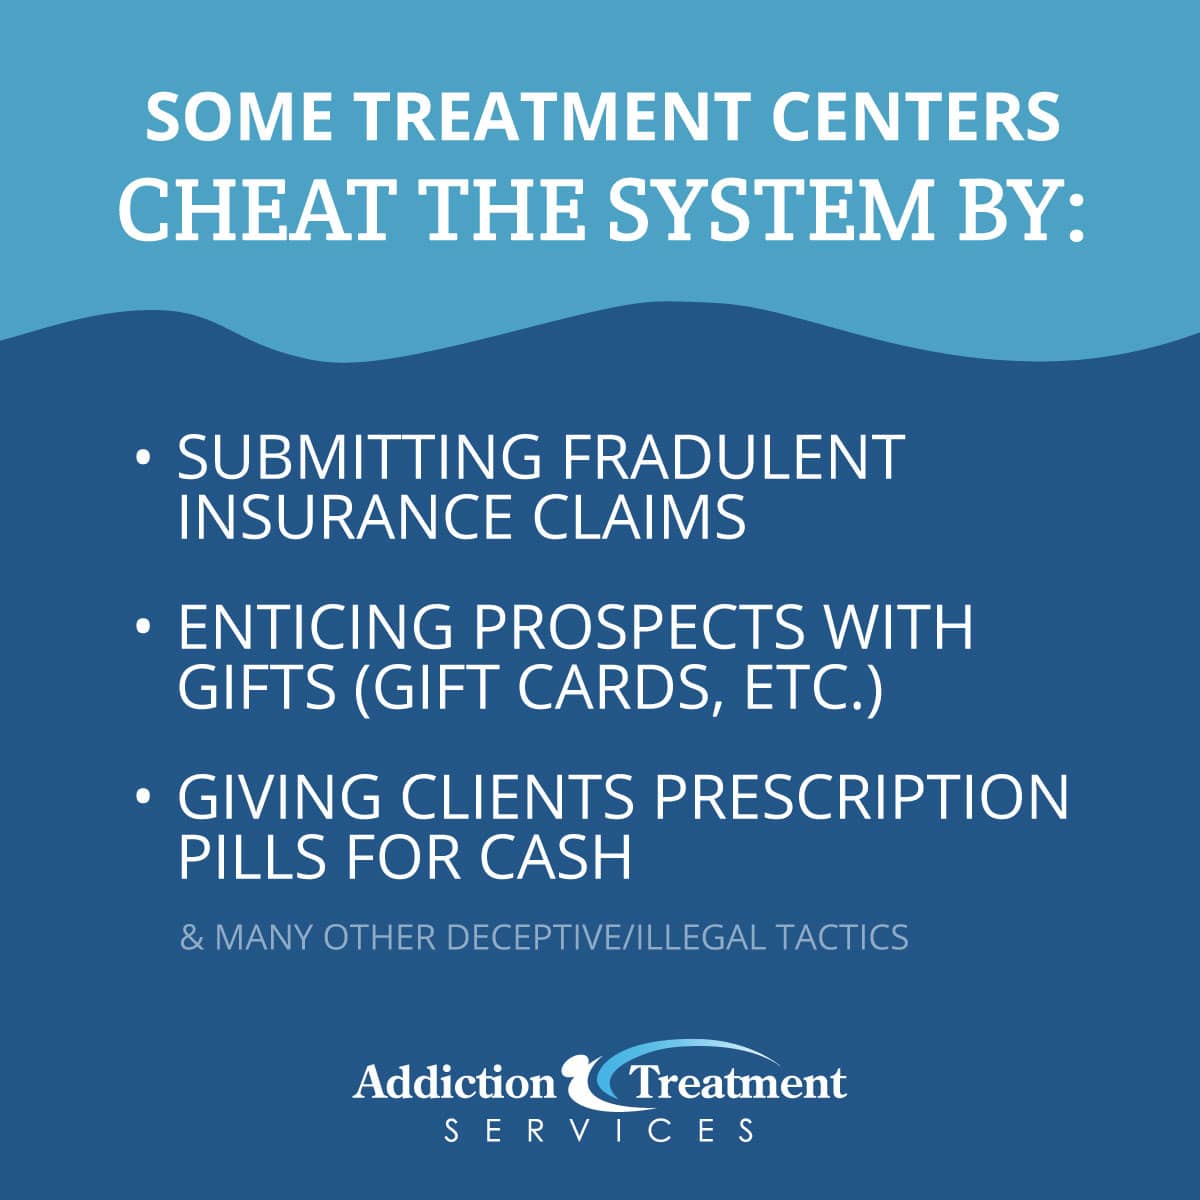 SOME TREATMENT CENTERS
CHEAT THE SYSTEM BY:
• SUBMITTING FRADULENT
INSURANCE CLAIMS
• ENTICING PROSPECTS WITH
GIFTS (GIFT CARDS, ETC.)
• GIVING CLIENTS PRESCRIPTION
PILLS FOR CASH
& MANY OTHER DECEPTIVE/ILLEGAL TACTICS
Addiction Treatment
SERVICES